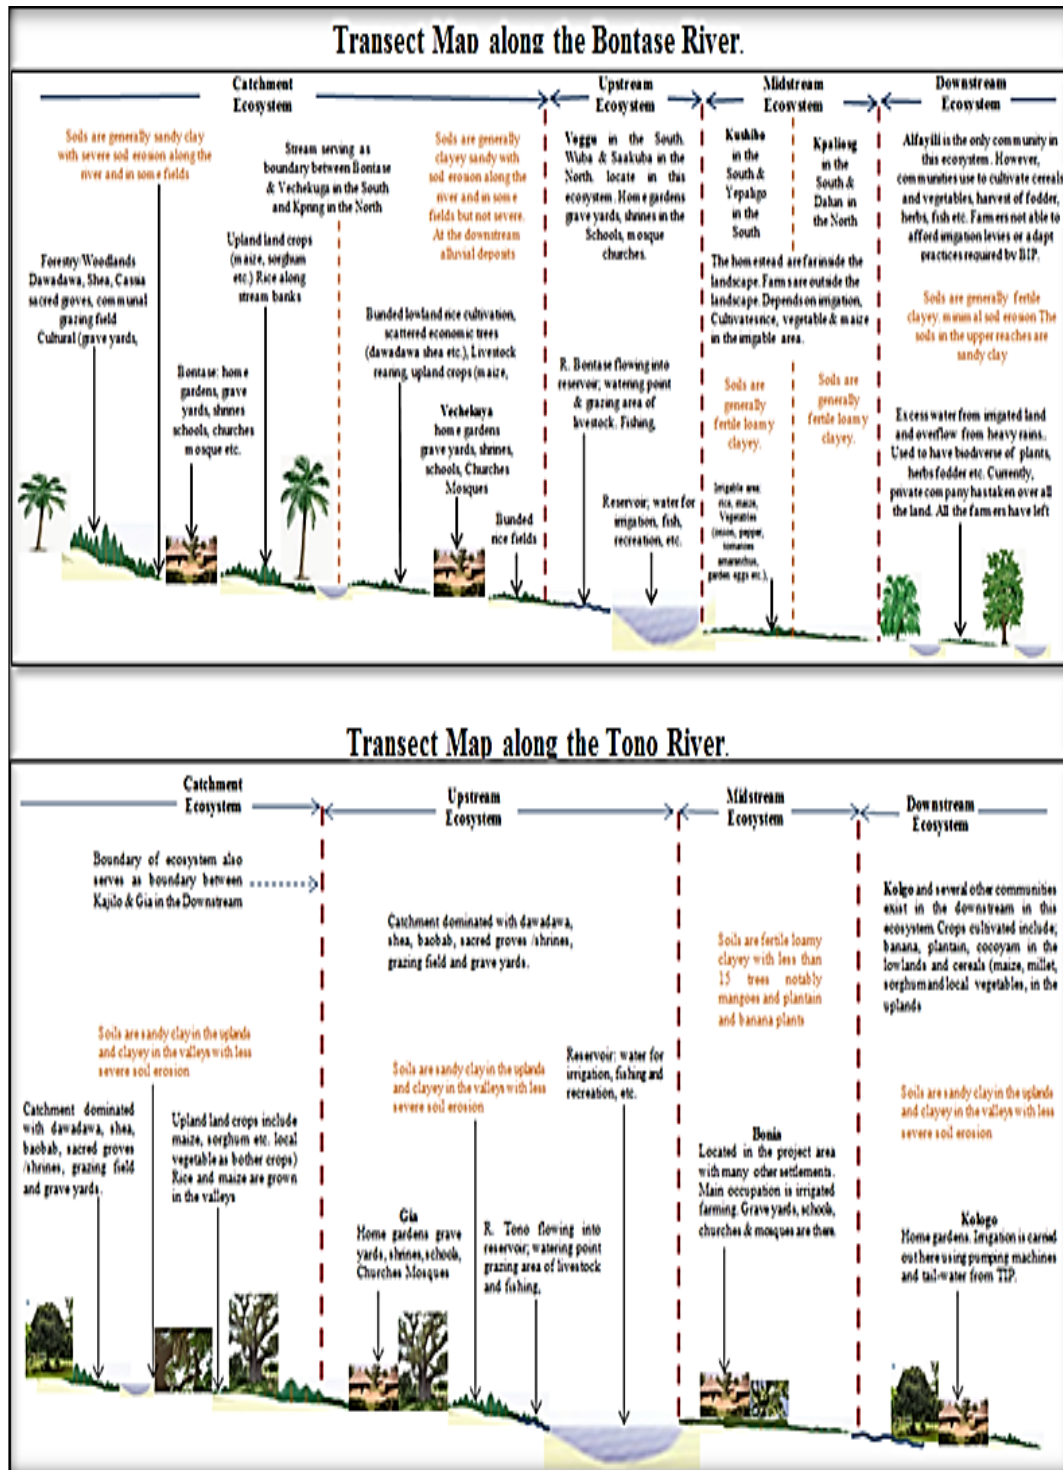 Transect Map along the Bontase River.
Catchment
Ecosystem
Upstream
Ecosystem
Midstream
Ecosystem
Downstream
Ecosystem
Soils are generally sandy clay
with severe soil erosion along the
river and in some fields
Stream serving as
boundary between Bontase
& Vechekuga in the South
and Kpring in the North
Soils are generally
clayey sandy with
soil erosion along the
river and in some
fields but not severe.
At the downstream
alluvial deposits
Voggu in the South.
Wuba & Saakuba in the
North. locate in this
ecosystem. Home gardens
grave yards, shrines in the
Schools, mosque
churches.
Kushibo
in the
South &
Yepalgo
in the
South
Kpaliong
in the
South &
Dalun in
the North
Alfayili is the only community in
this ecosystem. However,
communities use to cultivate cereals
and vegetables, harvest of fodder,
herbs, fish etc. Farmers not able to
afford irrigation levies or adapt
practices required by BIP.
Forestry/Woodlands
Dawadawa, Shea, Cassia
sacred groves, communal
grazing field
Cultural (grave yards,
Upland land crops
(maize, sorghum
etc.) Rice along
stream banks
Bunded lowland rice cultivation,
scattered economic trees
(dawadawa shea etc.), Livestock
rearing, upland crops (maize,
The homestead are far inside the
landscape. Farms are outside the
landscape. Depends on irrigation,
Cultivates rice, vegetable & maize
in the irrigable area.
Soils are generally fertile
clayey. minimal soil erosion The
soils in the upper reaches are
sandy clay
Bontase: home
gardens, grave
yards, shrines
schools, churches
mosque etc.
Vechekuya
home gardens
grave yards, shrines,
schools, Churches
Mosques
R. Bontase flowing into
reservoir; watering point
& grazing area of
livestock. Fishing,
Soils are
generally
fertile loamy
clayey.
Soils are
generally
fertile loamy
clayey.
Excess water from irrigated land
and overflow from heavy rains.
Used to have biodiverse of plants,
herbs fodder etc. Currently,
private company has taken over all
the land. All the farmers have left
Bunded
rice fields
Reservoir; water for
irrigation, fish,
recreation, etc.
Irrigable area:
rice, maize,
Vegetables
(onion, pepper,
tomatoes
amaranthus,
garden eggs etc.),
Transect Map along the Tono River.
Catchment
Ecosystem
Upstream
Ecosystem
Midstream
Ecosystem
Downstream
Ecosystem
Boundary of ecosystem also
serves as boundary between
Kajilo & Gia in the Downstream
Catchment dominated with dawadawa,
shea, baobab, sacred groves /shrines,
grazing field and grave yards.
Soils are fertile loamy
clayey with less than
15 trees notably
mangoes and plantain
and banana plants
Kolgo and several other communities
exist in the downstream in this
ecosystem. Crops cultivated include;
banana, plantain, cocoyam in the
lowlands and cereals (maize, millet,
sorghum and local vegetables, in the
uplands
Soils are sandy clay in the uplands
and clayey in the valleys with less
severe soil erosion
Soils are sandy clay in the uplands
and clayey in the valleys with less
severe soil erosion
Reservoir: water for
irrigation, fishing and
recreation, etc.
Soils are sandy clay in the uplands
and clayey in the valleys with less
severe soil erosion
Catchment dominated
with dawadawa, shea,
baobab, sacred groves
/shrines, grazing field
and grave yards.
Upland land crops include
maize, sorghum etc. local
vegetable as bother crops)
Rice and maize are grown
in the valleys
Gia
Home gardens grave
yards, shrines, schools,
Churches Mosques
R. Tono flowing into
reservoir; watering point
grazing area of livestock
and fishing,
Bonia
Located in the project area
with many other settlements.
Main occupation is irrigated
farming. Grave yards, schools,
churches & mosques are there.
Kologo
Home gardens. Irrigation is carried
out here using pumping machines
and tail-water from TIP.